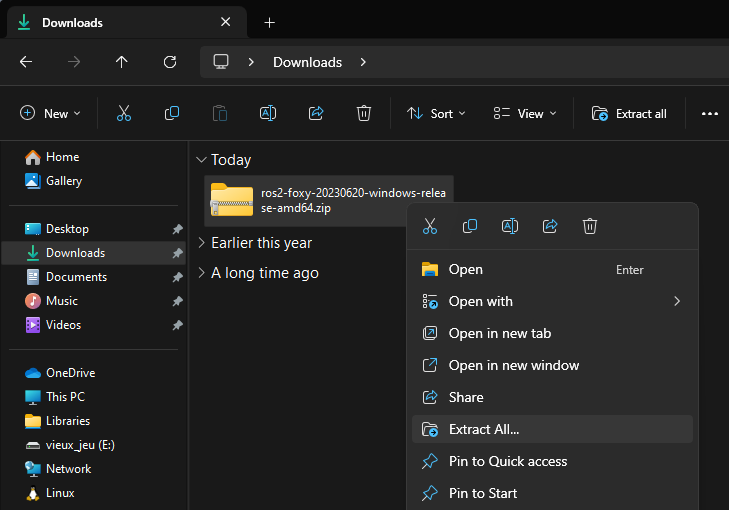 Downloads
Downloads
New
Sort
View
Extract all
Home
Gallery
Desktop
Downloads
Documents
Music
Videos
OneDrive
This PC
Libraries
vieux_jeu (E:)
Network
Linux
Today
ros2-foxy-20230620-windows-relea
se-amd64.zip
Earlier this year
A long time ago
Open Enter
Open with
Open in new tab
Open in new window
Share
Extract All...
Pin to Quick access
Pin to Start